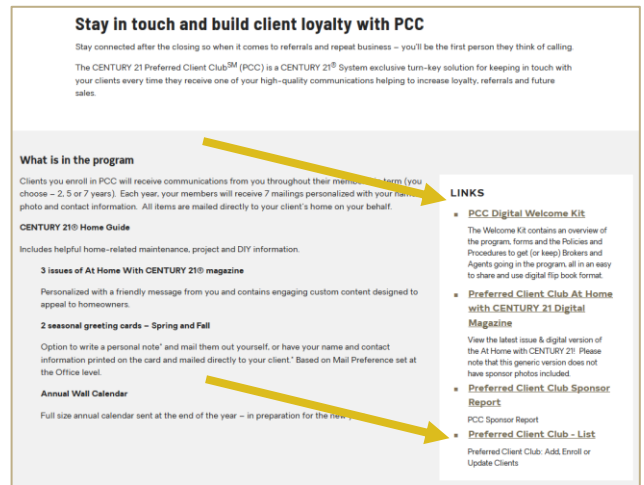 Stay in touch and build client loyalty with PCC
Stay connected after the closing so when it comes to referrals and repeat business – you'll be the first person they think of calling.
The CENTURY 21 Preferred Client Club℠ (PCC) is a CENTURY 21® System exclusive turn-key solution for keeping in touch with
your clients every time they receive one of your high-quality communications helping to increase loyalty, referrals and future
sales.
What is in the program
Clients you enroll in PCC will receive communications from you throughout their term (you
choose – 2, 5 or 7 years). Each year, your members will receive 7 mailings personalized with your
photo and contact information. All items are mailed directly to your client's home on your behalf.
CENTURY 21® Home Guide
Includes helpful home-related maintenance, project and DIY information.
3 issues of At Home With CENTURY 21® magazine
Personalized with a friendly message from you and contains engaging custom content designed to
appeal to homeowners.
2 seasonal greeting cards – Spring and Fall
Option to write a personal note* and mail them out yourself, or have your name and contact
information printed on the card and mailed directly to your client.* Based on Mail Preference set at
the Office level.
Annual Wall Calendar
Full size annual calendar sent at the end of the year – in preparation for the
LINKS
PCC Digital Welcome Kit
The Welcome Kit contains an overview of
the program, forms and the Policies and
Procedures to get (or keep) Brokers and
Agents going in the program, all in an easy
to share and use digital flip book format.
Preferred Client Club At Home
with CENTURY 21 Digital
Magazine
View the latest issue & digital version of
the At Home with CENTURY 21! Please
note that this generic version does not
have sponsor photos included.
Preferred Client Club Sponsor
Report
PCC Sponsor Report
Preferred Client Club - List
Preferred Client Club: Add, Enroll or
Update Clients